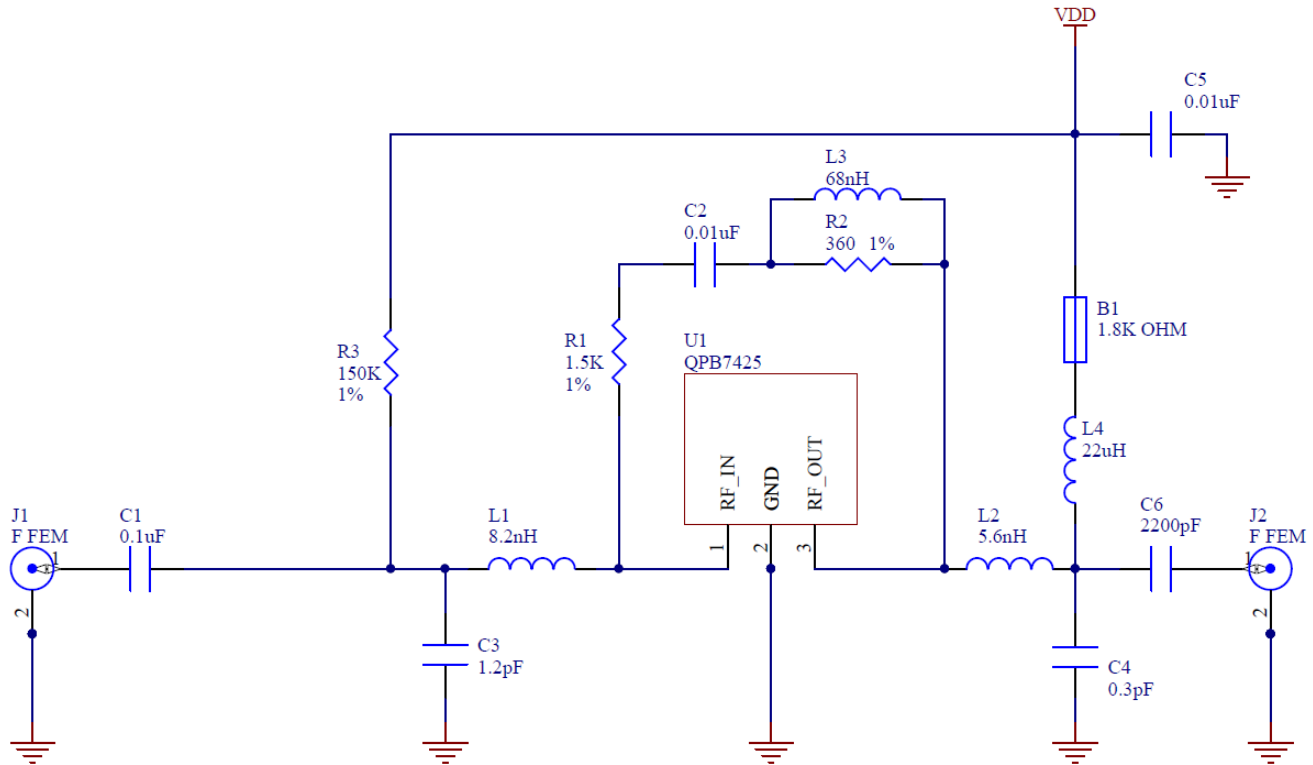 VDD
C5
0.01uF
L3
68nH
C2
0.01uF
R2
360 1%
B1
1.8K OHM
R3
150K
1%
R1
1.5K
1%
U1
QPB7425
RF_IN
GND
RF_OUT
L4
22uH
J1
F FEM
C1
0.1uF
L1
8.2nH
L2
5.6nH
C6
2200pF
J2
F FEM
1
1
2
3
1
2
2
C3
1.2pF
C4
0.3pF